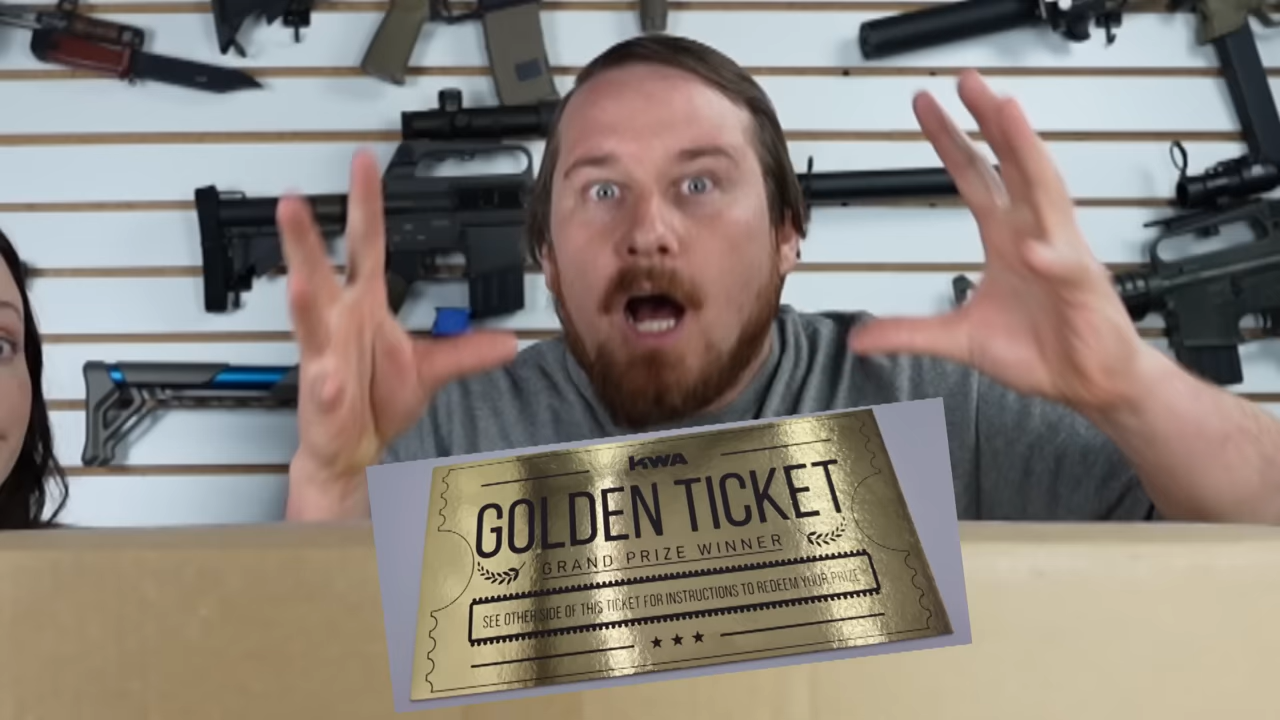 KWA
GOLDEN TICKET
GRAND PRIZE WINNER
SEE OTHER SIDE OF THIS TICKET FOR INSTRUCTIONS TO REDEEM YOUR PRIZE